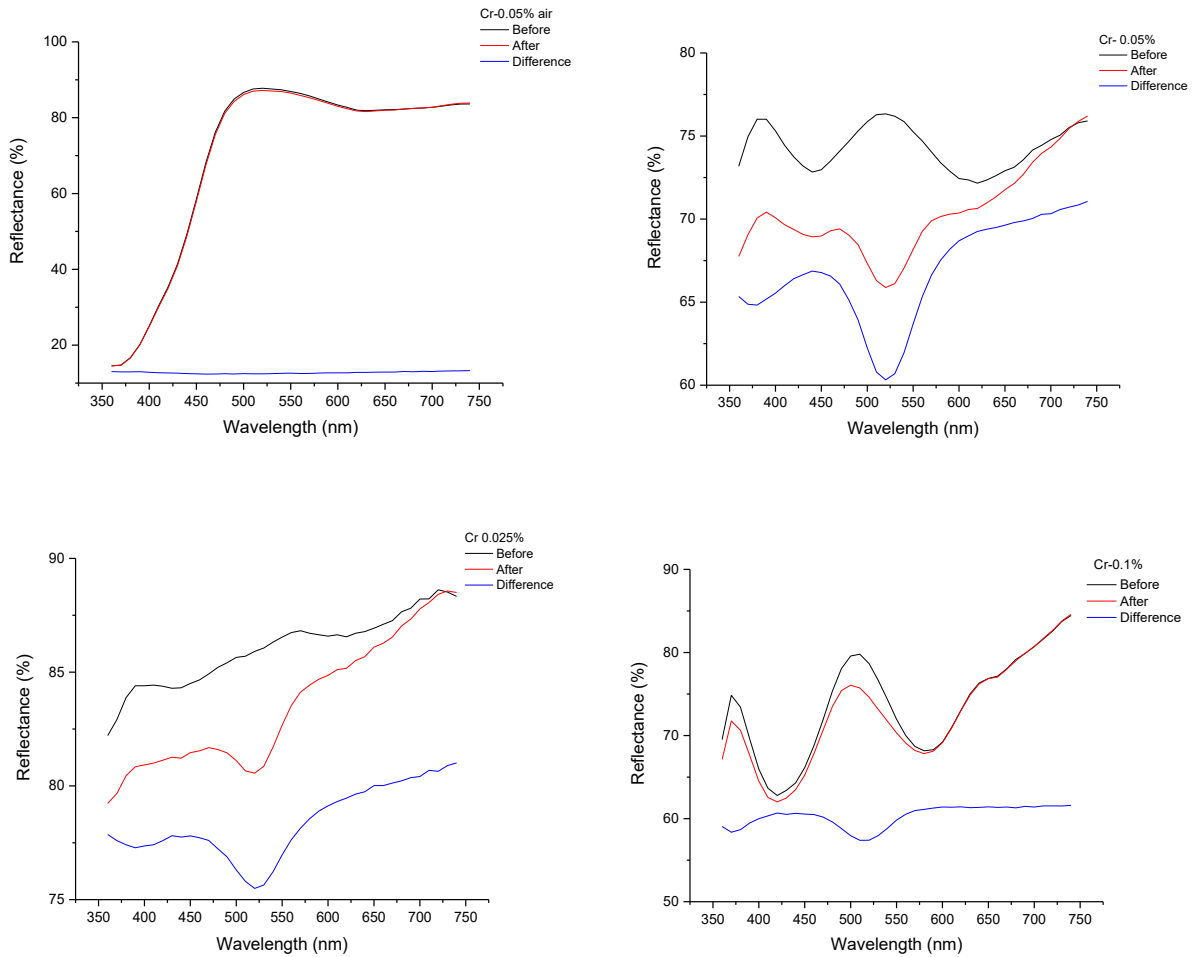 Cr-0.05% air
Before
After
Difference
100
80
60
40
20
Reflectance (%)
350 400 450 500 550 600 650 700 750
Wavelength (nm)
Cr- 0.05%
Before
After
Difference
80
75
70
65
60
Reflectance (%)
350 400 450 500 550 600 650 700 750
Wavelength (nm)
Cr 0.025%
Before
After
Difference
90
85
80
75
Reflectance (%)
350 400 450 500 550 600 650 700 750
Wavelength (nm)
Cr-0.1%
Before
After
Difference
90
80
70
60
50
Reflectance (%)
350 400 450 500 550 600 650 700 750
Wavelength (nm)